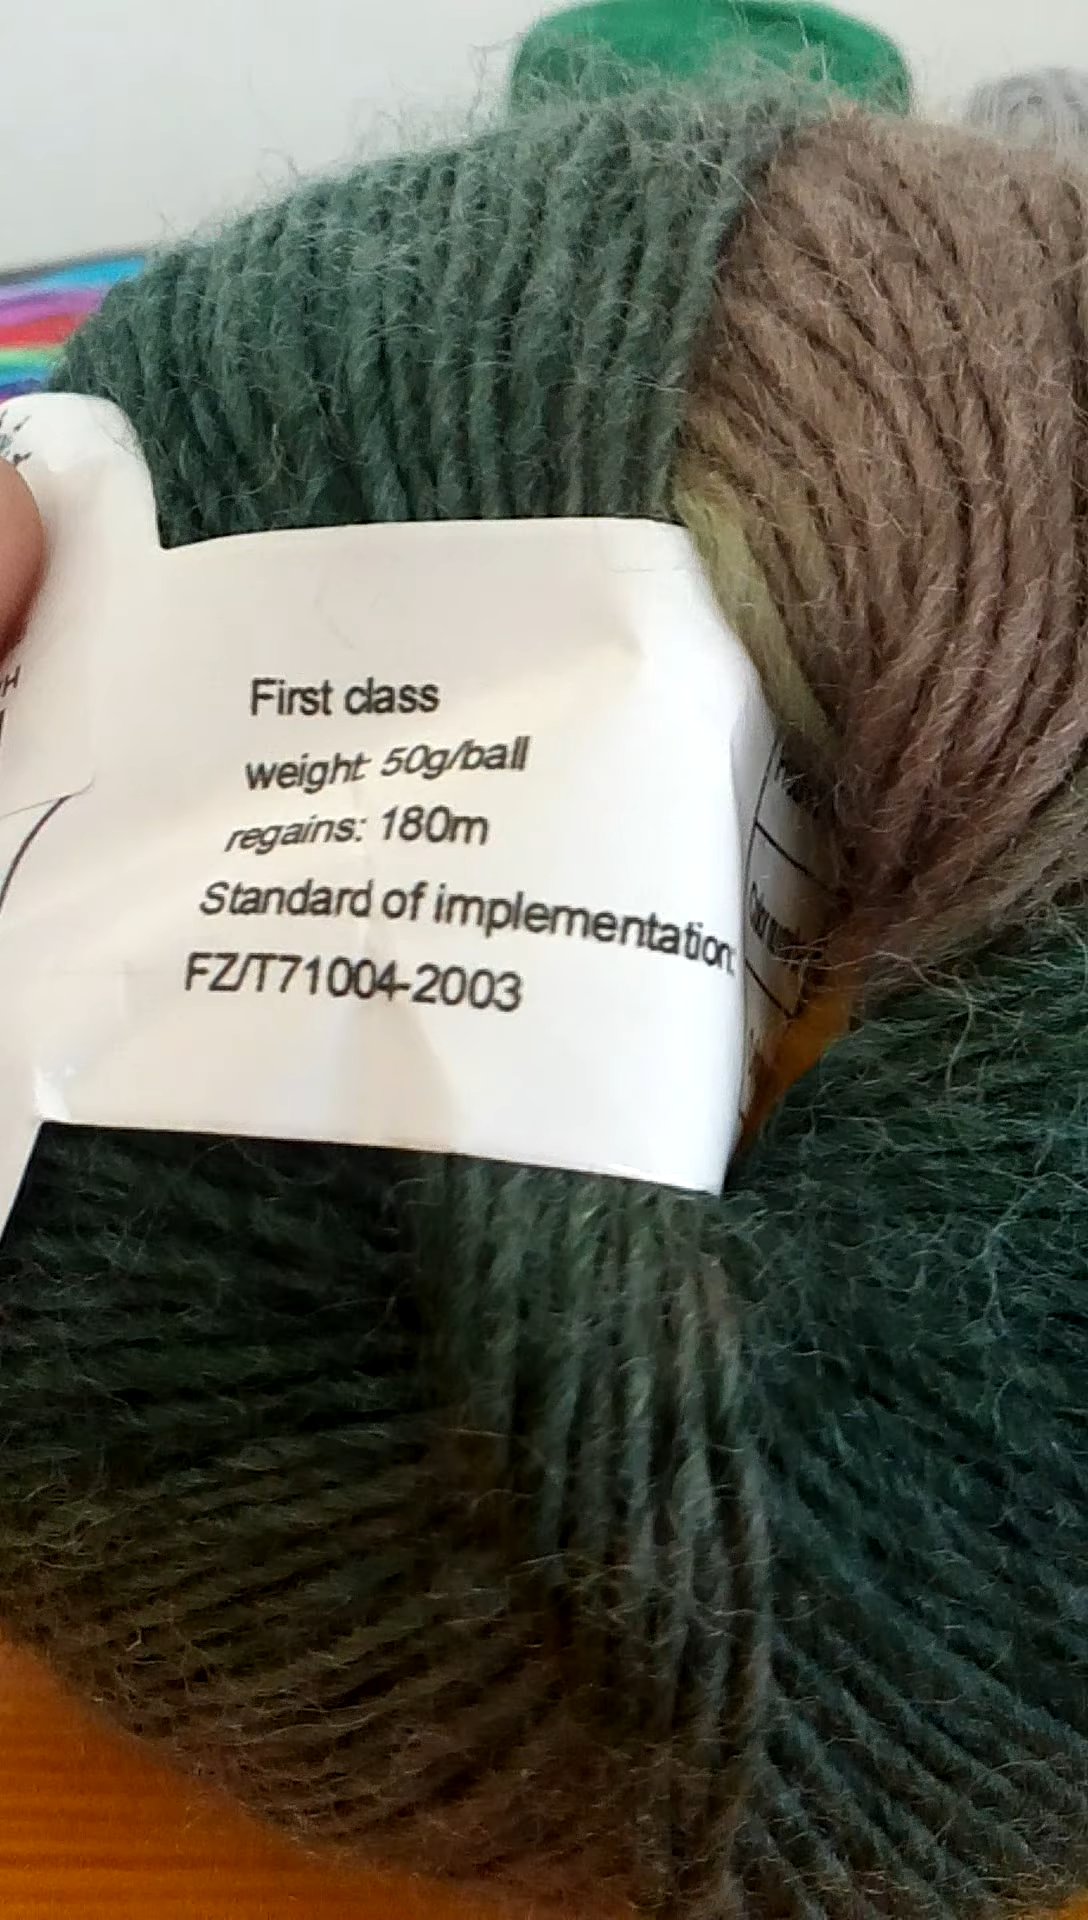 First class
weight: 50g/ball
regains: 180m
Standard of implementation:
FZ/T71004-2003